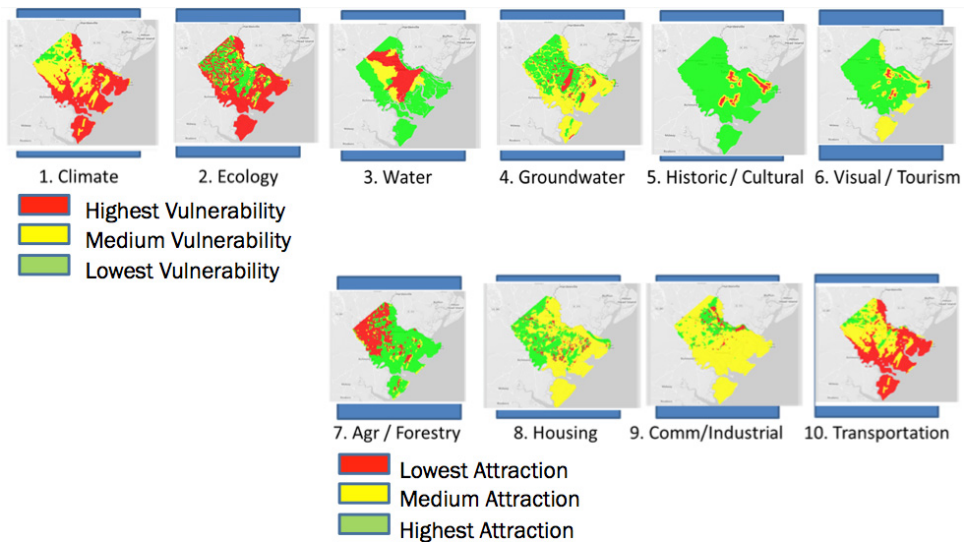 1. Climate
2. Ecology
3. Water
4. Groundwater
5. Historic / Cultural
6. Visual / Tourism
Highest Vulnerability
Medium Vulnerability
Lowest Vulnerability
7. Agr / Forestry
8. Housing
9. Comm/Industrial
10. Transportation
Lowest Attraction
Medium Attraction
Highest Attraction